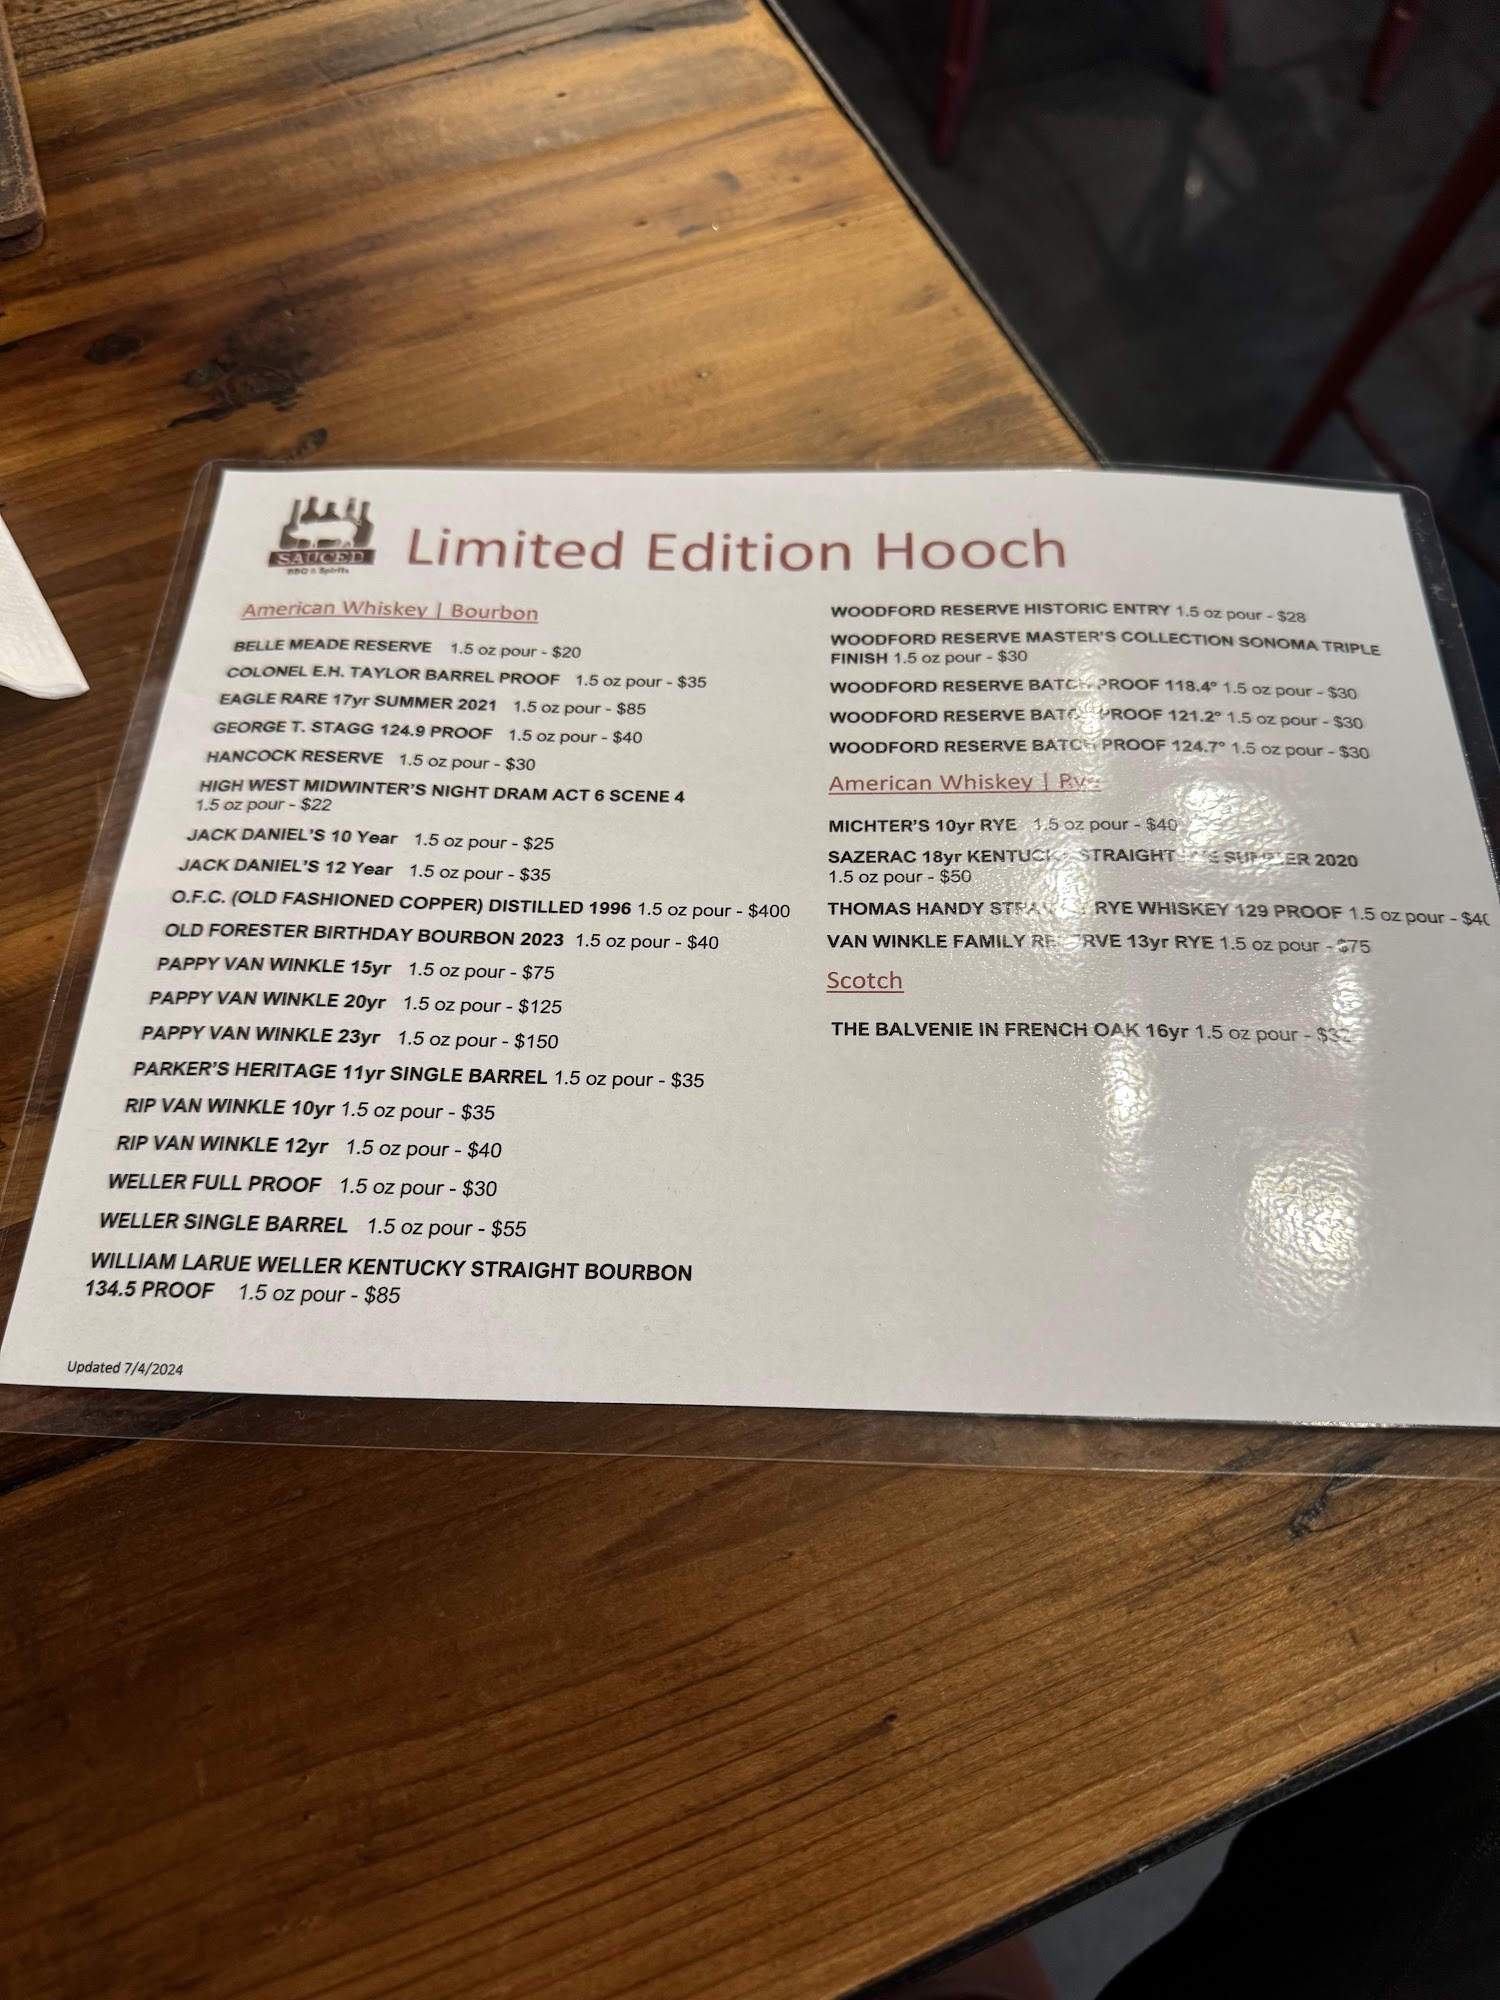 SAUCED
BBQ & Spirits
Limited Edition Hooch
American Whiskey | Bourbon
BELLE MEADE RESERVE 1.5 oz pour - $20
COLONEL E.H. TAYLOR BARREL PROOF 1.5 oz pour - $35
EAGLE RARE 17yr SUMMER 2021 1.5 oz pour - $85
GEORGE T. STAGG 124.9 PROOF 1.5 oz pour - $40
HANCOCK RESERVE 1.5 oz pour - $30
HIGH WEST MIDWINTER'S NIGHT DRAM ACT 6 SCENE 4
1.5 oz pour - $22
JACK DANIEL'S 10 Year 1.5 oz pour - $25
JACK DANIEL'S 12 Year 1.5 oz pour - $35
O.F.C. (OLD FASHIONED COPPER) DISTILLED 1996 1.5 oz pour - $400
OLD FORESTER BIRTHDAY BOURBON 2023 1.5 oz pour - $40
PAPPY VAN WINKLE 15yr 1.5 oz pour - $75
PAPPY VAN WINKLE 20yr 1.5 oz pour - $125
PAPPY VAN WINKLE 23yr 1.5 oz pour - $150
PARKER'S HERITAGE 11yr SINGLE BARREL 1.5 oz pour - $35
RIP VAN WINKLE 10yr 1.5 oz pour - $35
RIP VAN WINKLE 12yr 1.5 oz pour - $40
WELLER FULL PROOF 1.5 oz pour - $30
WELLER SINGLE BARREL 1.5 oz pour - $55
WILLIAM LARUE WELLER KENTUCKY STRAIGHT BOURBON
134.5 PROOF 1.5 oz pour - $85
Updated 7/4/2024
WOODFORD RESERVE HISTORIC ENTRY 1.5 oz pour - $28
WOODFORD RESERVE MASTER'S COLLECTION SONOMA TRIPLE
FINISH 1.5 oz pour - $30
WOODFORD RESERVE BATCH PROOF 118.4° 1.5 oz pour - $30
WOODFORD RESERVE BATCH PROOF 121.2° 1.5 oz pour - $30
WOODFORD RESERVE BATCH PROOF 124.7° 1.5 oz pour - $30
American Whiskey | Rye
MICHTER'S 10yr RYE 1.5 oz pour - $40
SAZERAC 18yr KENTUCKY STRAIGHT SUMMER 2020
1.5 oz pour - $50
THOMAS HANDY RYE WHISKEY 129 PROOF 1.5 oz pour -
VAN WINKLE FAMILY RESERVE 13yr RYE 1.5 oz pour - $75
Scotch
THE BALVENIE IN FRENCH OAK 16yr 1.5 oz pour -